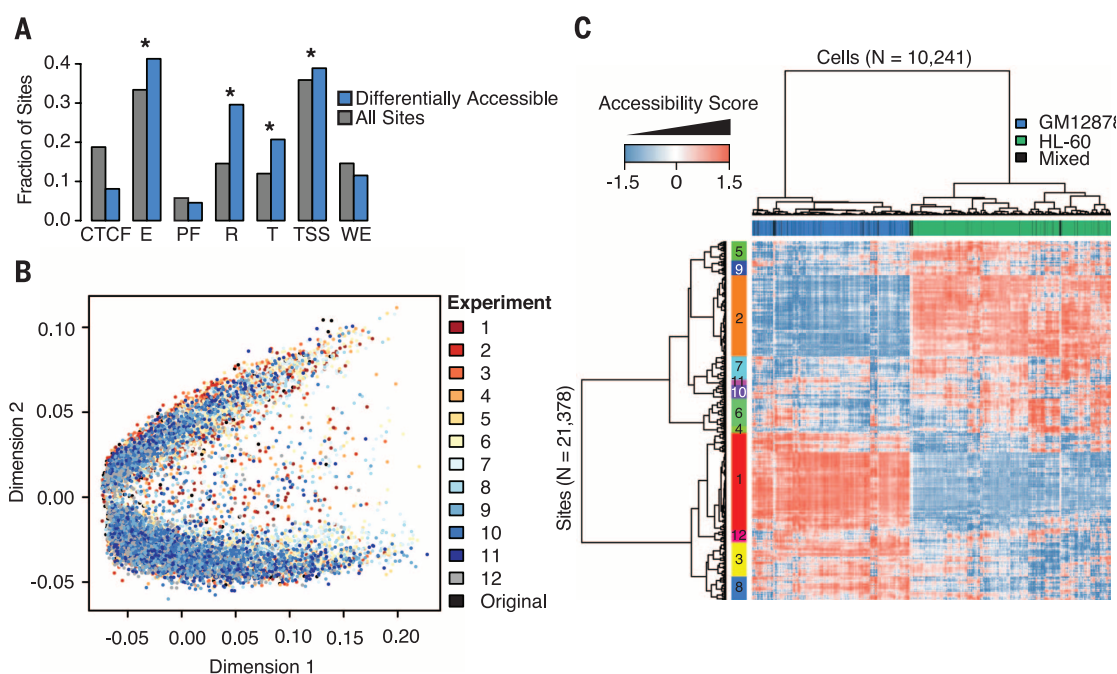 A
Fraction of Sites
0.4
0.3
0.2
0.1
0.0
* * * *
Differentially Accessible
All Sites
CTCF E PF R T TSS WE
B
Dimension 2
0.10
0.05
0.00
-0.05
-0.05 0.00 0.05 0.10 0.15 0.20
Dimension 1
Experiment
1
2
3
4
5
6
7
8
9
10
11
12
Original
C
Cells (N = 10,241)
Accessibility Score
-1.5 0 1.5
GM12878
HL-60
Mixed
Sites (N = 21,378)
5
9
2
7
11
10
6
4
1
12
3
8